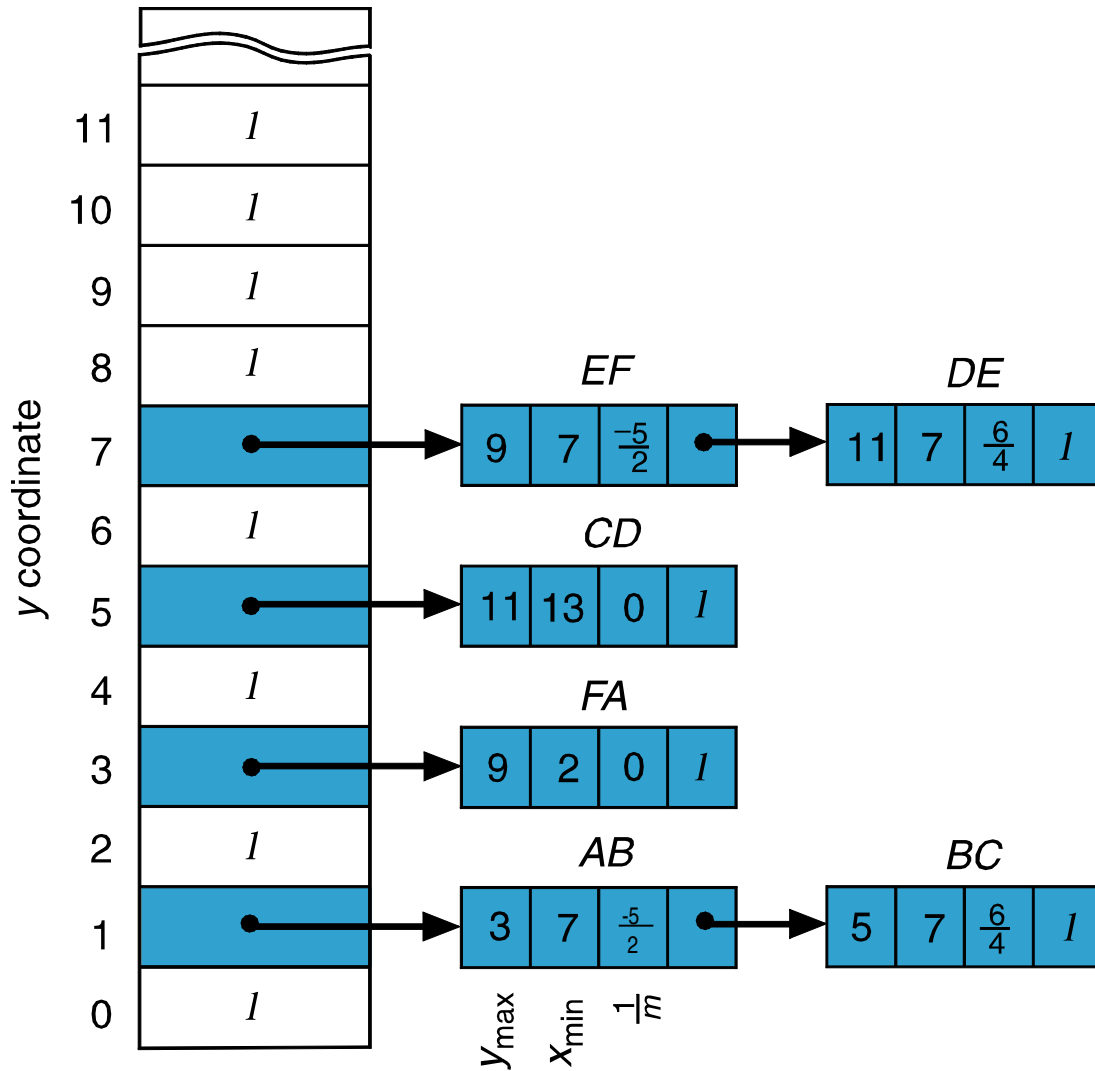 11 l
10 l
9 l
8 l EF DE
7 9 7 −5/2 11 7 6/4 l
6 l CD
5 11 13 0 l
4 l FA
3 9 2 0 l
2 l AB BC
1 3 7 -5/2 5 7 6/4 l
0 l
y max x min 1/m
y coordinate